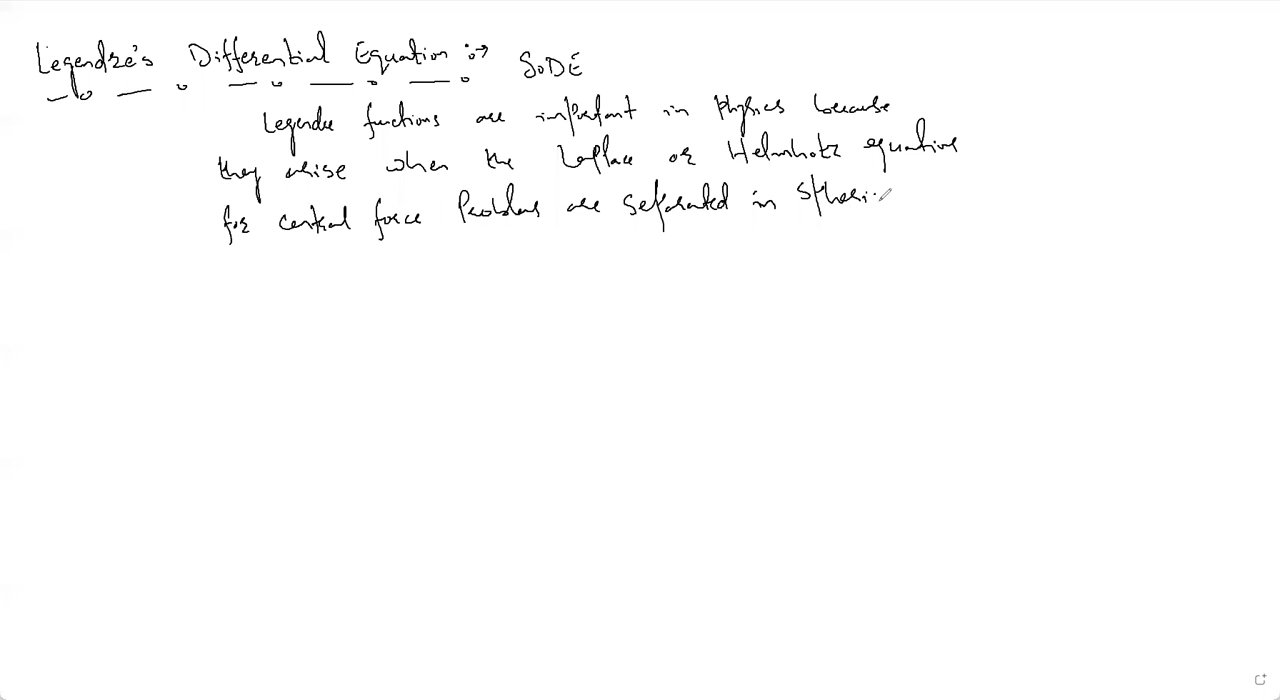 Legendre's Differential Equation :→ SODE
Legendre functions are important in Physics because
they arise when the Laplace or Helmholtz equation
for central force Problems are separated in Spheri